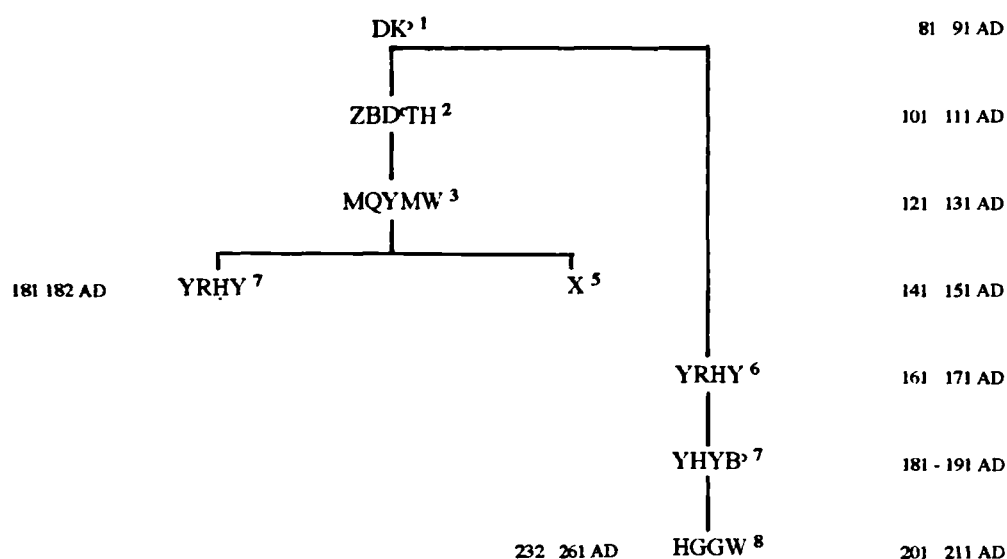 DKʾ 1 81 91 AD
ZBDʿTH 2 101 111 AD
MQYMW 3 121 131 AD
181 182 AD YRḤY 7 X 5 141 151 AD
YRHY 6 161 171 AD
YHYBʾ 7 181 - 191 AD
232 261 AD HGGW 8 201 211 AD